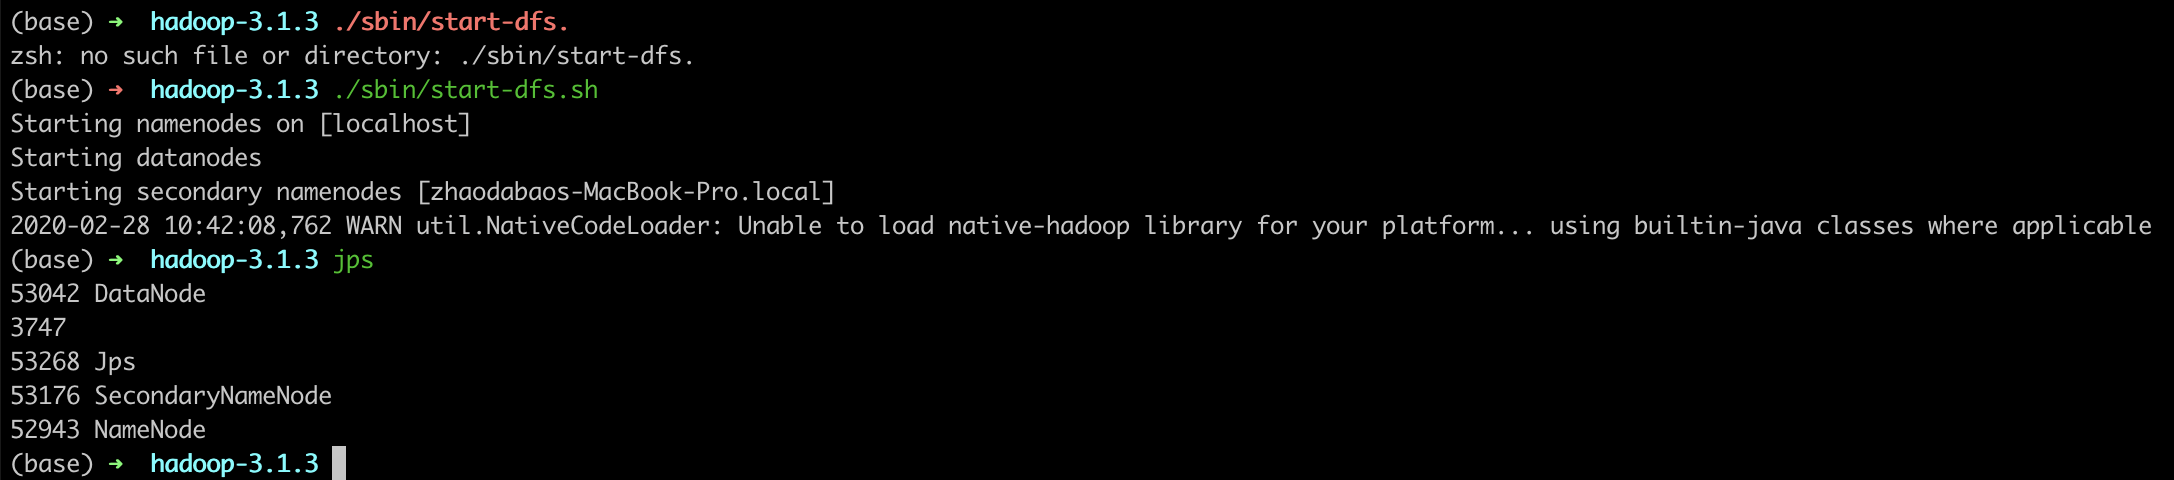 (base) ➜  hadoop-3.1.3 ./sbin/start-dfs.
zsh: no such file or directory: ./sbin/start-dfs.
(base) ➜  hadoop-3.1.3 ./sbin/start-dfs.sh
Starting namenodes on [localhost]
Starting datanodes
Starting secondary namenodes [zhaodabaos-MacBook-Pro.local]
2020-02-28 10:42:08,762 WARN util.NativeCodeLoader: Unable to load native-hadoop library for your platform... using builtin-java classes where applicable
(base) ➜  hadoop-3.1.3 jps
53042 DataNode
3747
53268 Jps
53176 SecondaryNameNode
52943 NameNode
(base) ➜  hadoop-3.1.3